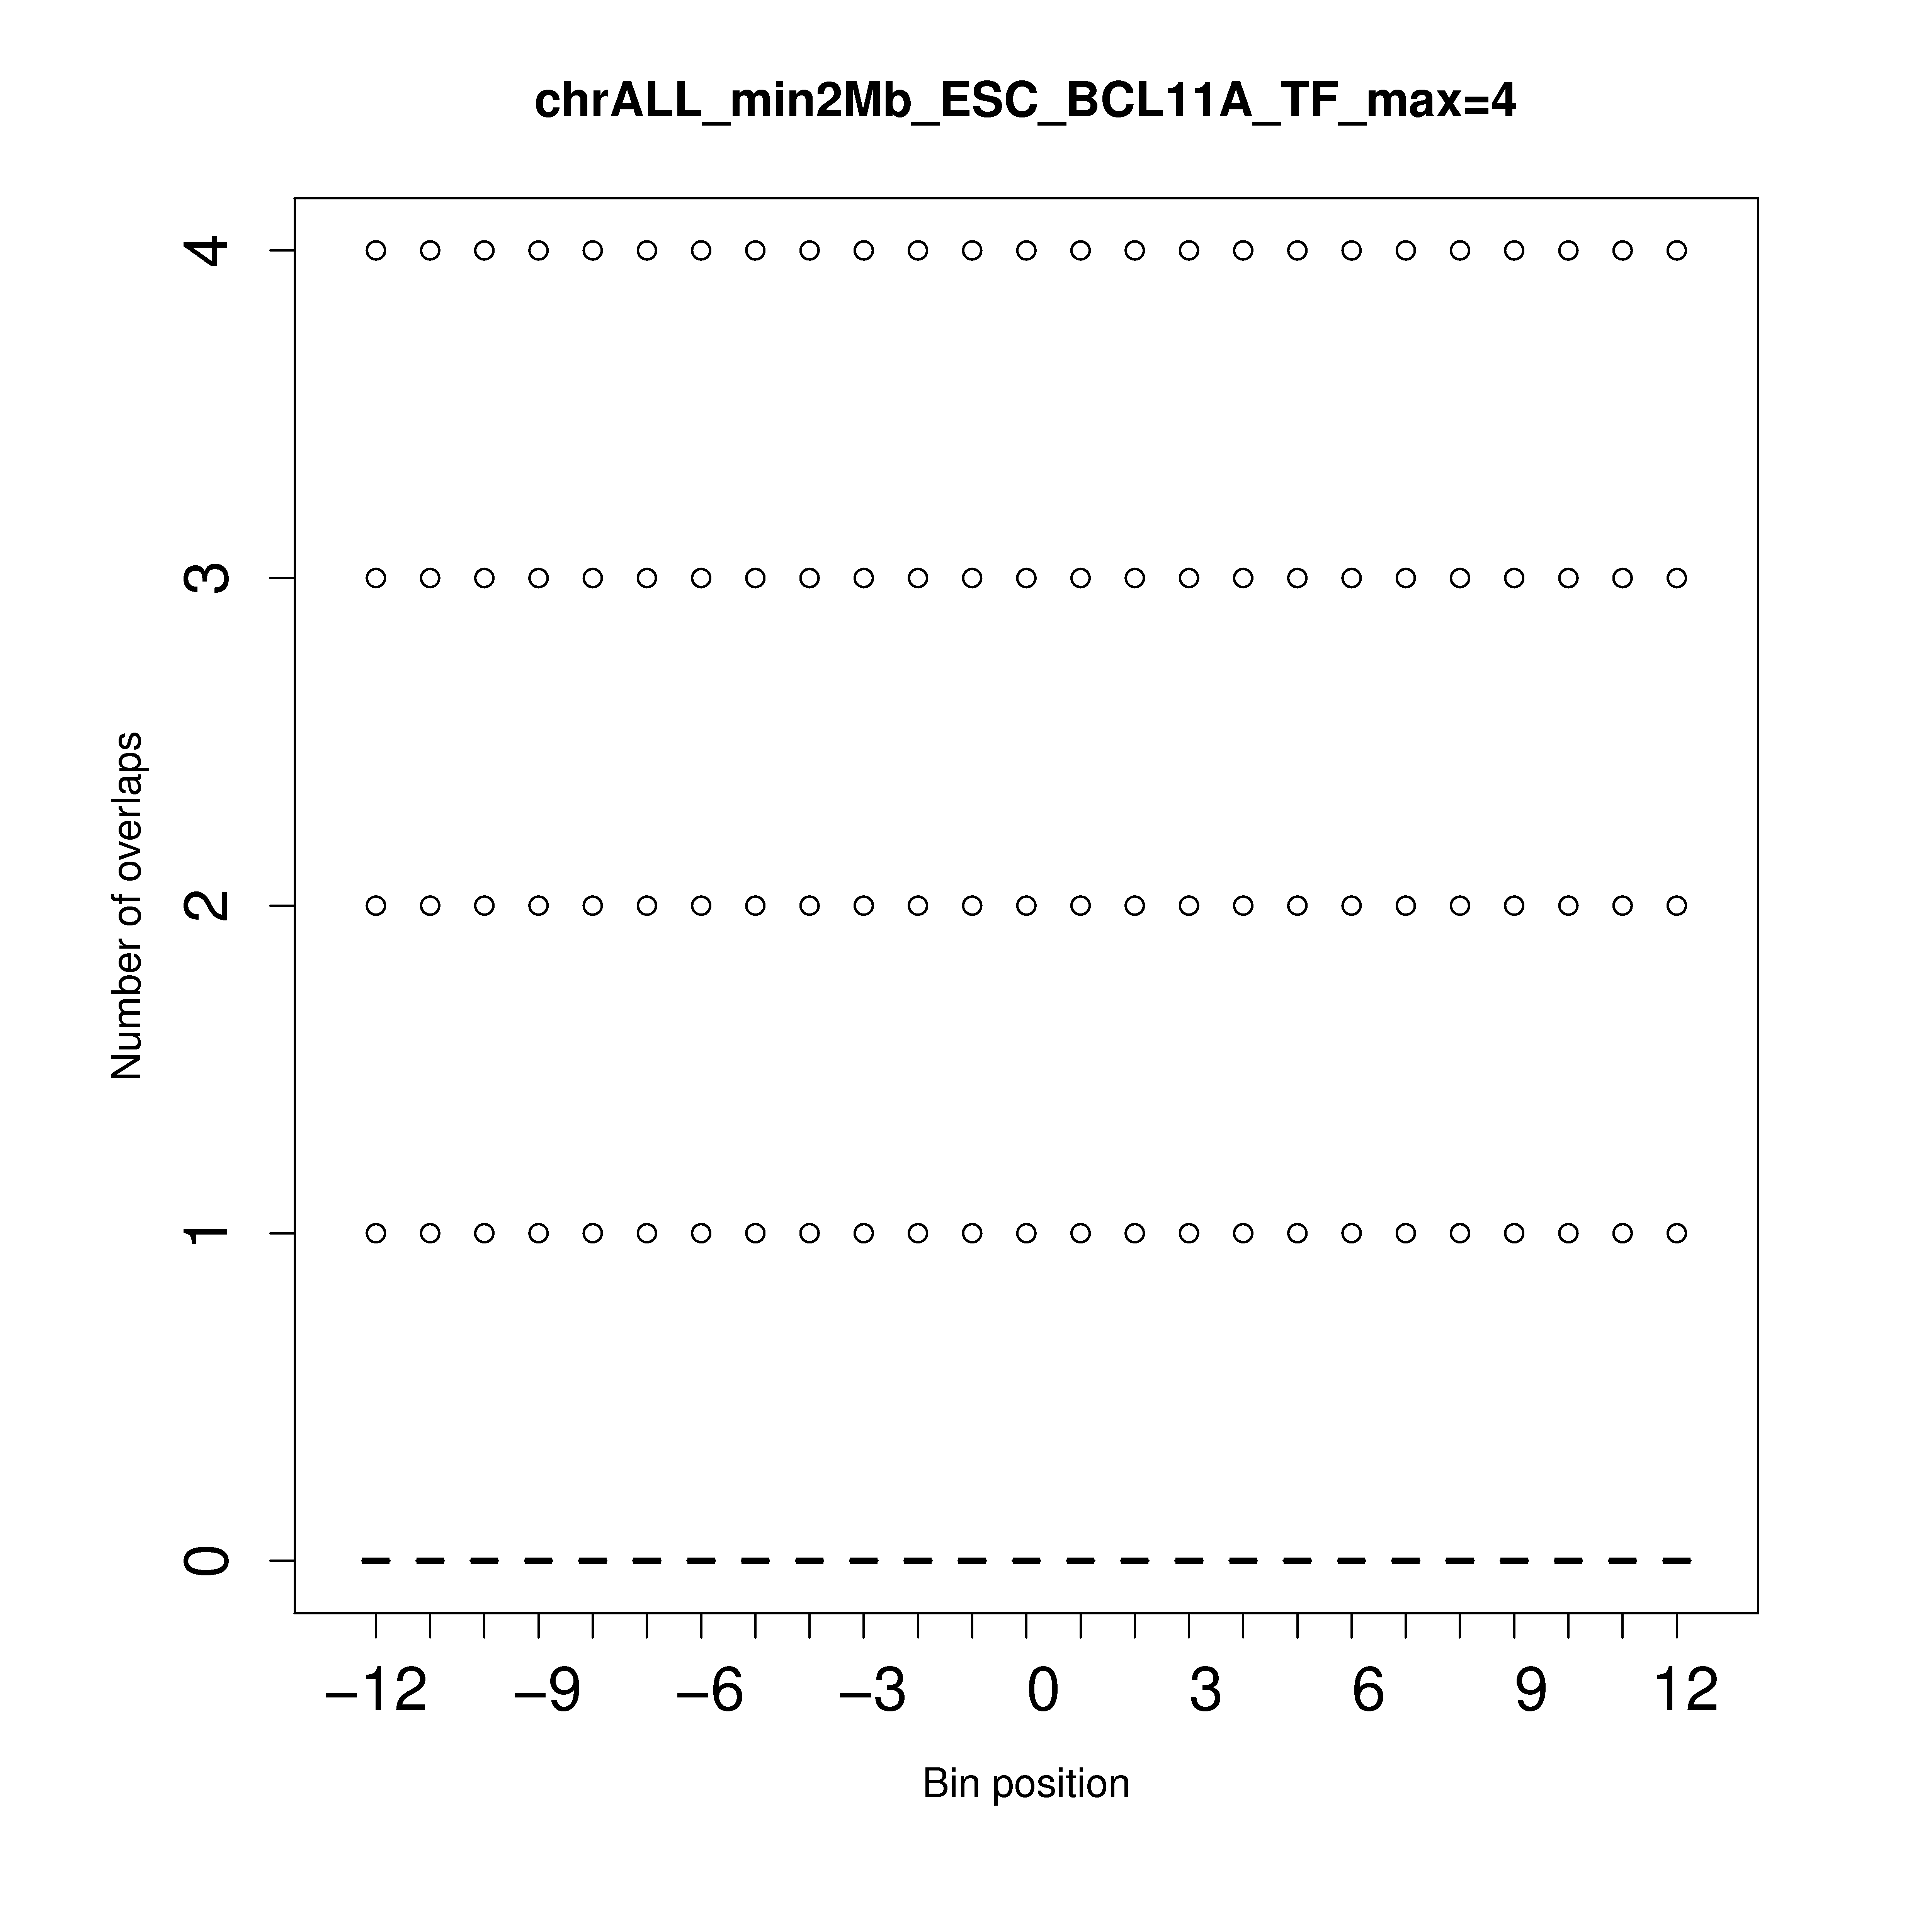 chrALL_min2Mb_ESC_BCL11A_TF_max=4
4
3
2
1
0
Number of overlaps
−12 −9 −6 −3 0 3 6 9 12
Bin position